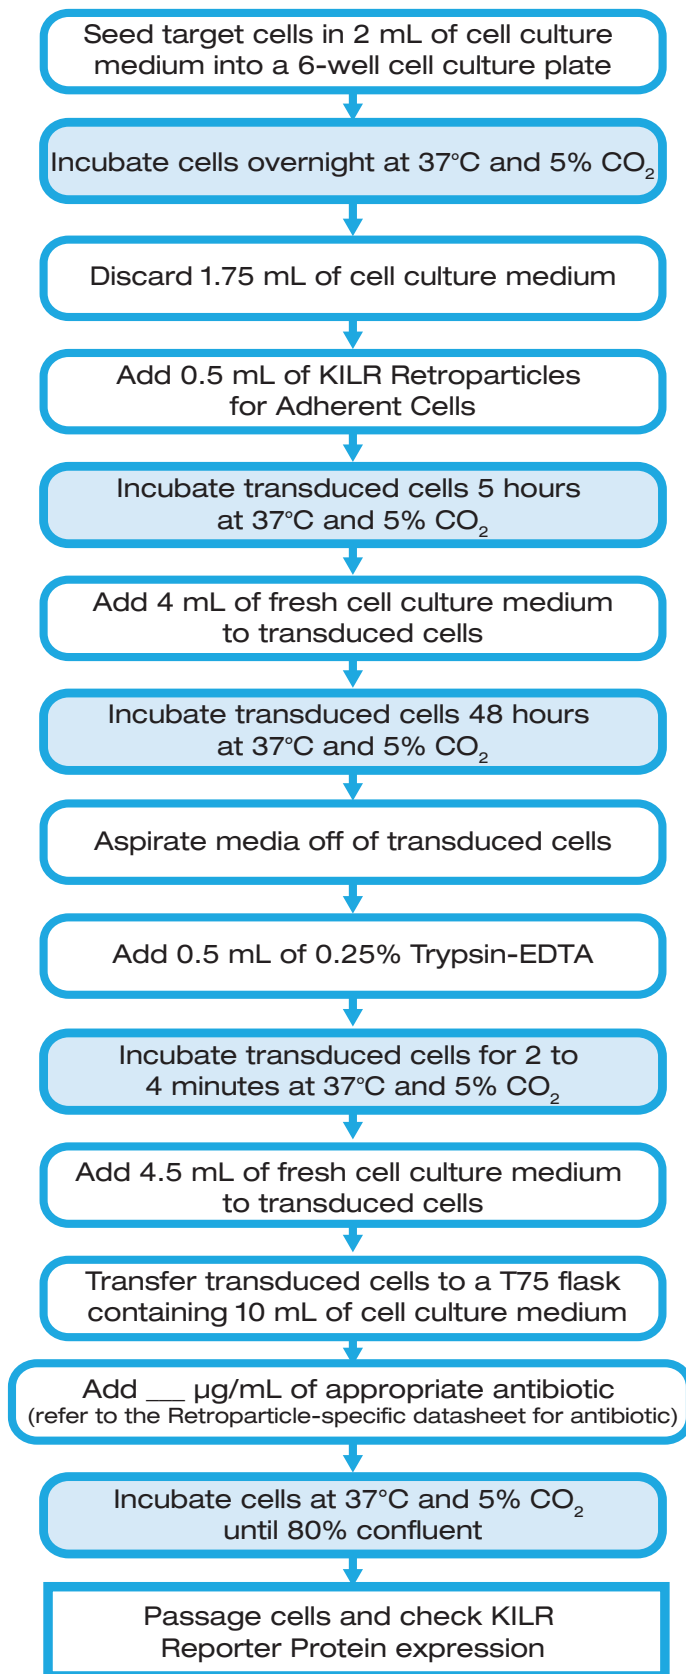 Seed target cells in 2 mL of cell culture
medium into a 6-well cell culture plate
Incubate cells overnight at 37°C and 5% CO₂
Discard 1.75 mL of cell culture medium
Add 0.5 mL of KILR Retroparticles
for Adherent Cells
Incubate transduced cells 5 hours
at 37°C and 5% CO₂
Add 4 mL of fresh cell culture medium
to transduced cells
Incubate transduced cells 48 hours
at 37°C and 5% CO₂
Aspirate media off of transduced cells
Add 0.5 mL of 0.25% Trypsin-EDTA
Incubate transduced cells for 2 to
4 minutes at 37°C and 5% CO₂
Add 4.5 mL of fresh cell culture medium
to transduced cells
Transfer transduced cells to a T75 flask
containing 10 mL of cell culture medium
Add ___ µg/mL of appropriate antibiotic
(refer to the Retroparticle-specific datasheet for antibiotic)
Incubate cells at 37°C and 5% CO₂
until 80% confluent
Passage cells and check KILR
Reporter Protein expression